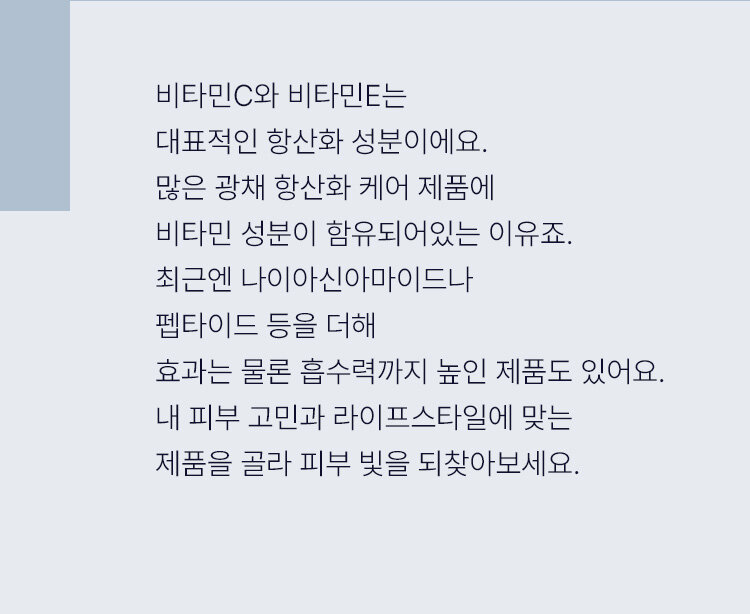 비타민C와 비타민E는
대표적인 항산화 성분이에요.
많은 광채 항산화 케어 제품에
비타민 성분이 함유되어있는 이유죠.
최근엔 나이아신아마이드나
펩타이드 등을 더해
효과는 물론 흡수력까지 높인 제품도 있어요.
내 피부 고민과 라이프스타일에 맞는
제품을 골라 피부 빛을 되찾아보세요.